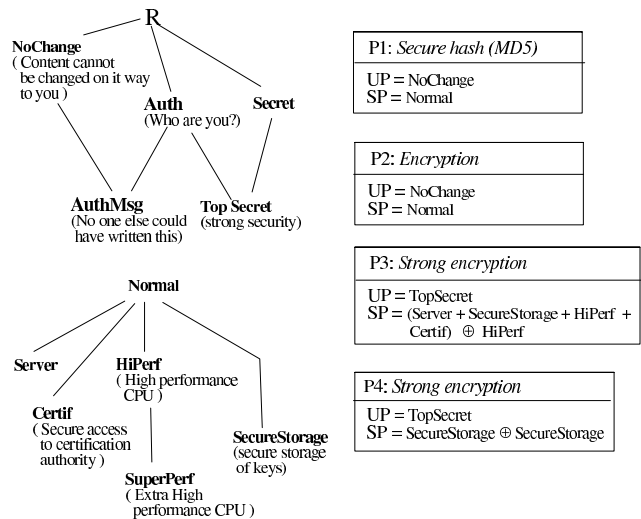 R
NoChange
( Content cannot
be changed on it way
to you )
Auth
(Who are you?)
Secret
AuthMsg
(No one else could
have written this)
Top Secret
(strong security)
Normal
Server
HiPerf
( High performance
CPU )
Certif
( Secure access
to certification
authority )
SecureStorage
(secure storage
of keys)
SuperPerf
( Extra High
performance CPU )
P1: Secure hash (MD5)
UP = NoChange
SP = Normal
P2: Encryption
UP = NoChange
SP = Normal
P3: Strong encryption
UP = TopSecret
SP = (Server + SecureStorage + HiPerf +
Certif) ⊕ HiPerf
P4: Strong encryption
UP = TopSecret
SP = SecureStorage ⊕ SecureStorage